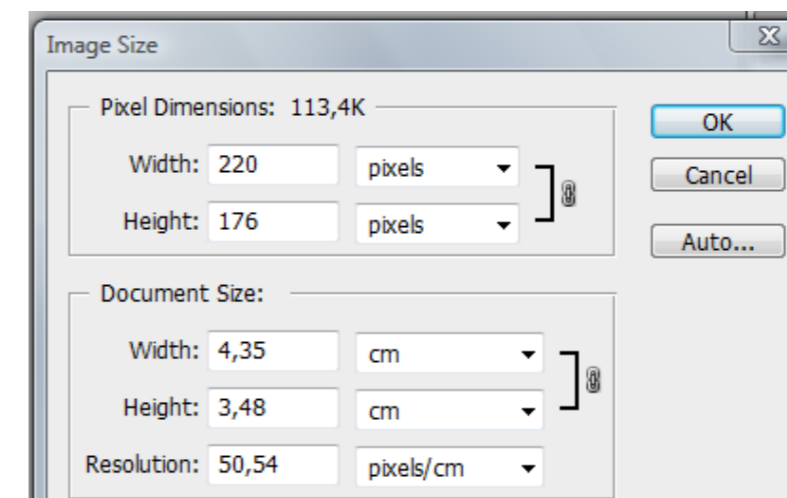 Image Size
Pixel Dimensions: 113,4K
OK
Width: 220 pixels
Cancel
Height: 176 pixels
Auto...
Document Size:
Width: 4,35 cm
Height: 3,48 cm
Resolution: 50,54 pixels/cm